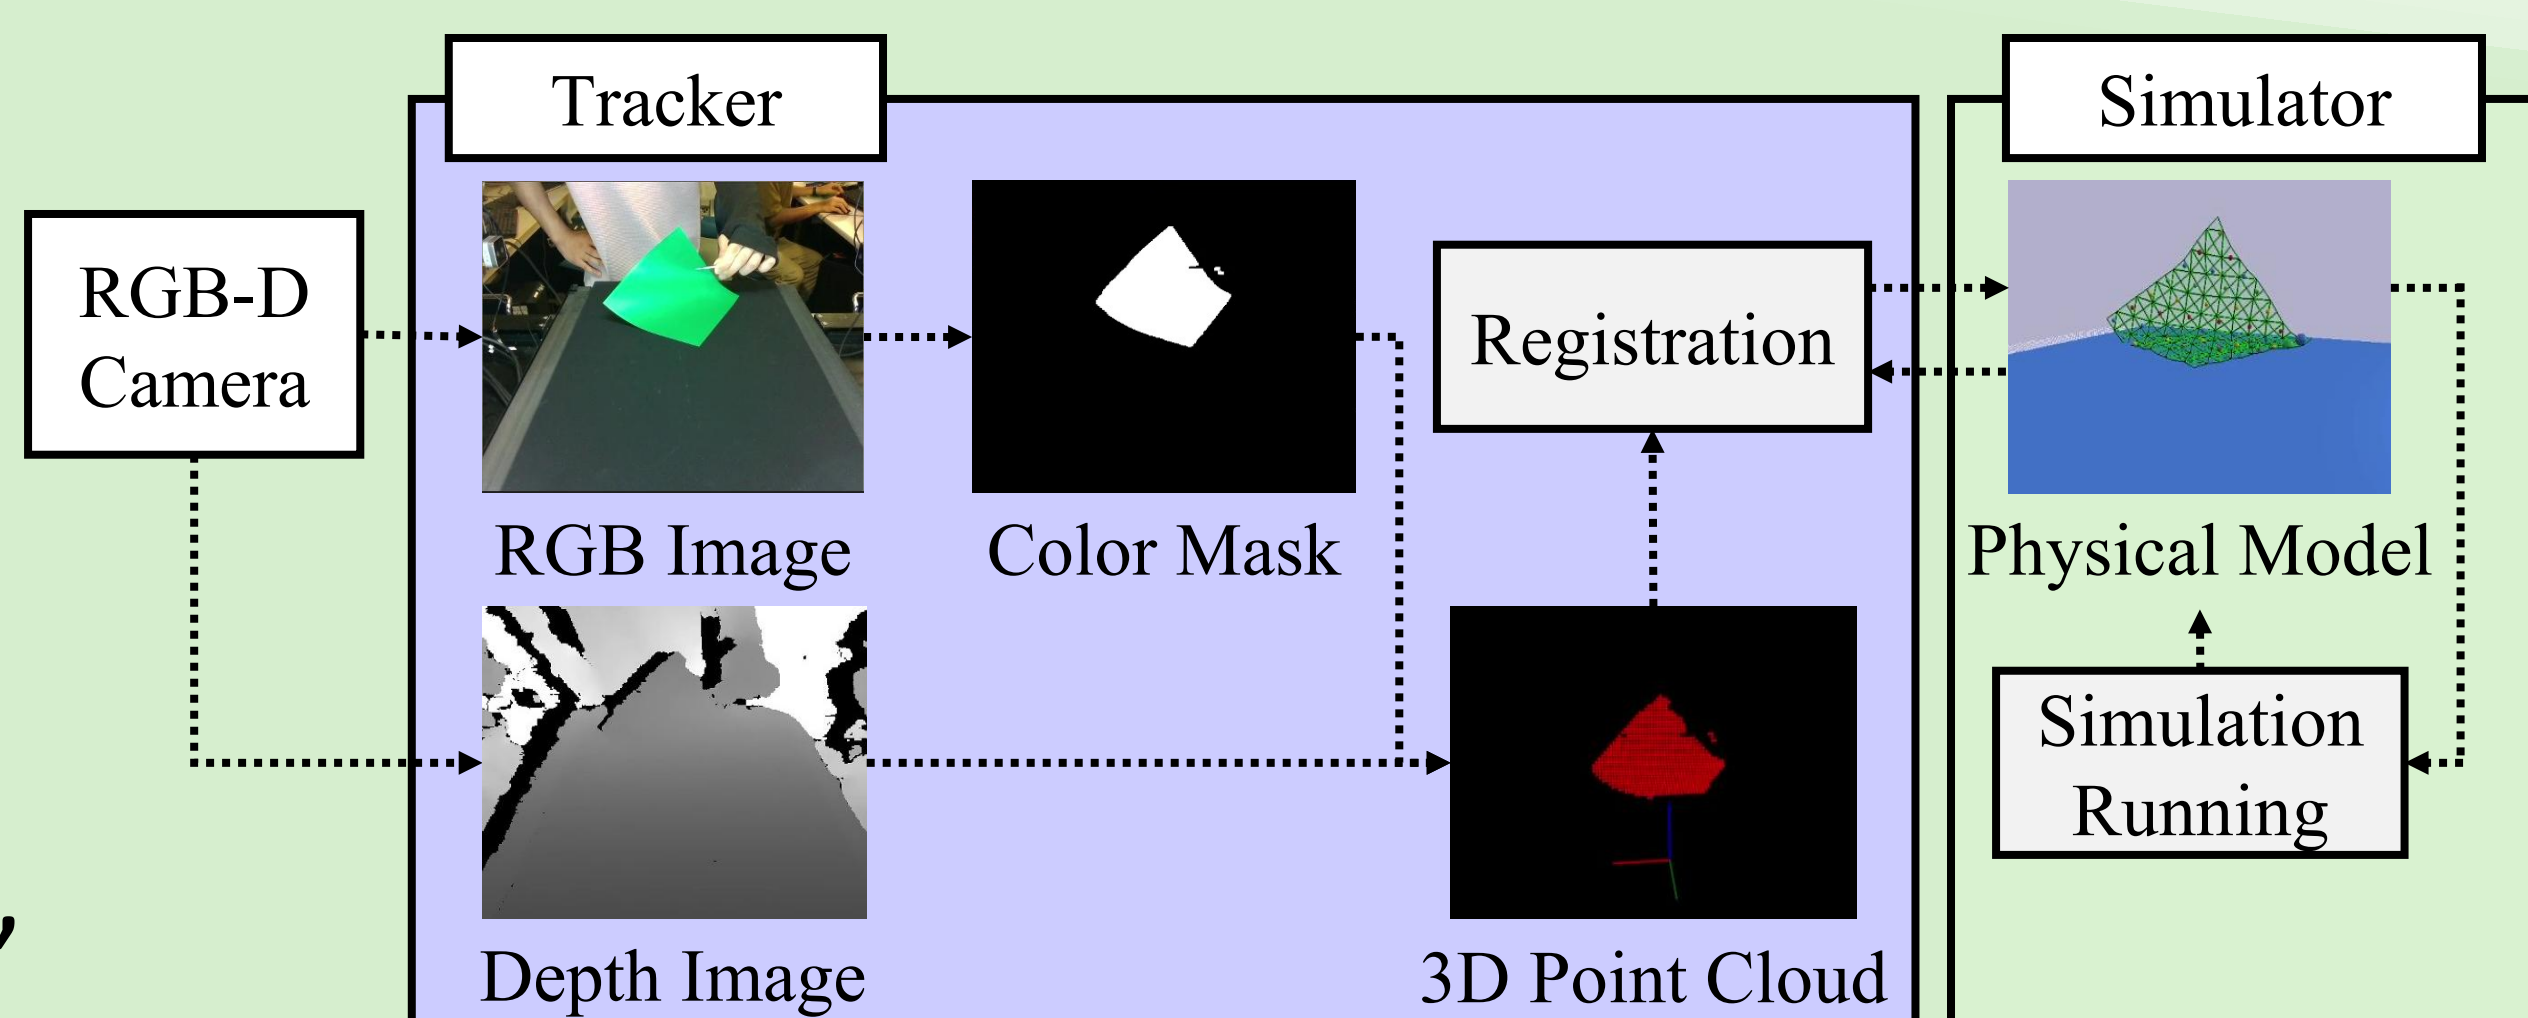 Tracker
Simulator
RGB-D
Camera
Registration
RGB Image
Color Mask
Physical Model
Simulation
Running
Depth Image
3D Point Cloud
,